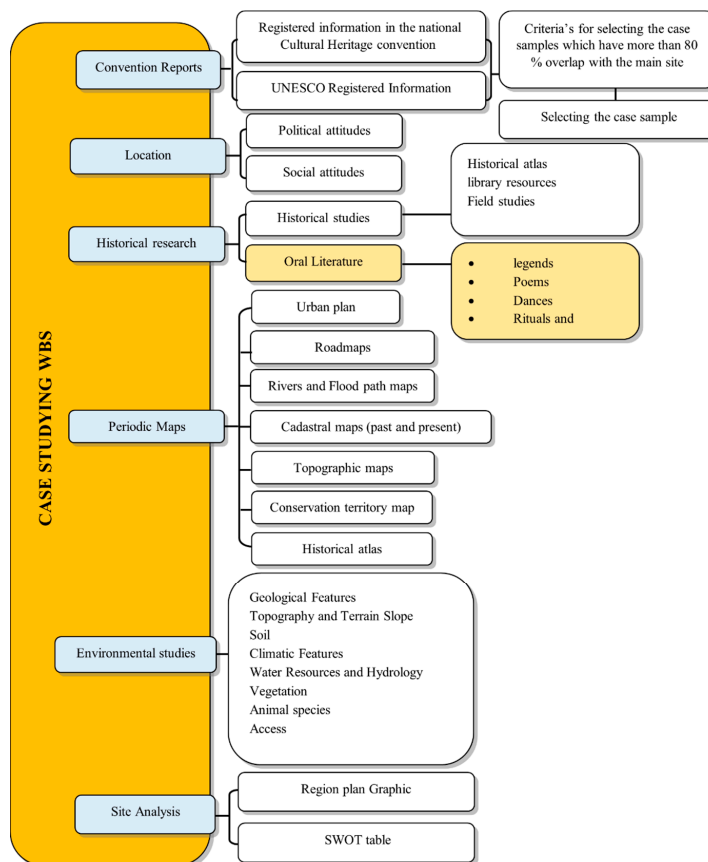 CASE STUDYING WBS
Convention Reports
Registered information in the national
Cultural Heritage convention
UNESCO Registered Information
Criteria's for selecting the case
samples which have more than 80
% overlap with the main site
Selecting the case sample
Location
Political attitudes
Social attitudes
Historical research
Historical studies
Historical atlas
library resources
Field studies
Oral Literature
• legends
• Poems
• Dances
• Rituals and
Periodic Maps
Urban plan
Roadmaps
Rivers and Flood path maps
Cadastral maps (past and present)
Topographic maps
Conservation territory map
Historical atlas
Environmental studies
Geological Features
Topography and Terrain Slope
Soil
Climatic Features
Water Resources and Hydrology
Vegetation
Animal species
Access
Site Analysis
Region plan Graphic
SWOT table